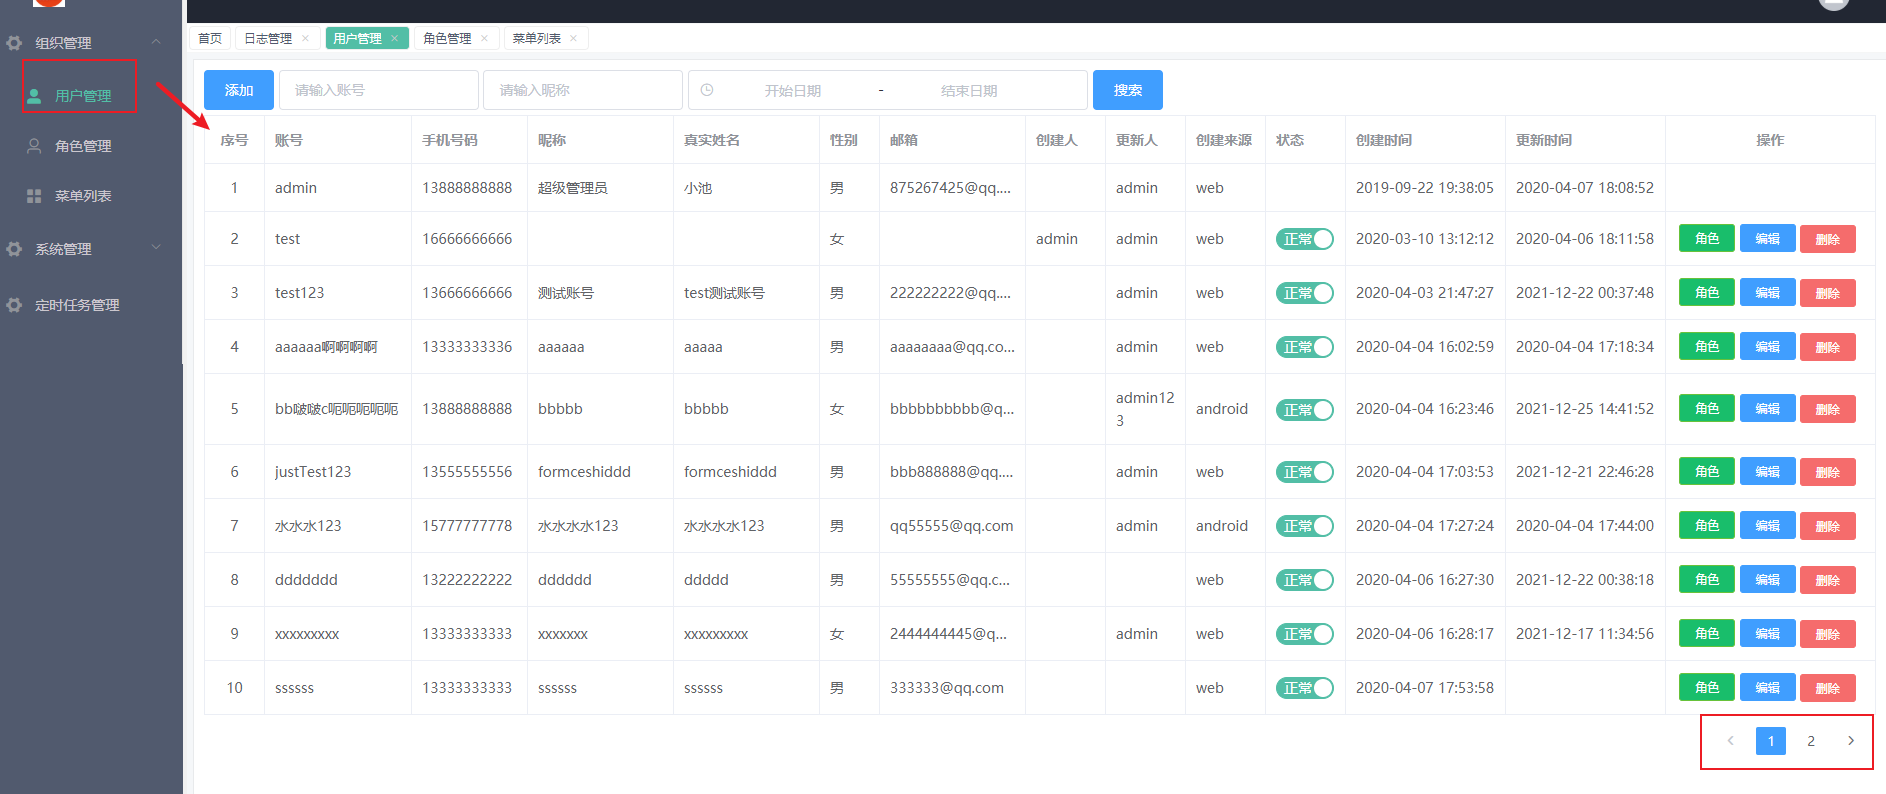 组织管理
用户管理
角色管理
菜单列表
系统管理
定时任务管理
首页 日志管理 × 用户管理 × 角色管理 × 菜单列表 ×
添加 请输入账号 请输入昵称 开始日期 - 结束日期 搜索
序号 账号 手机号码 昵称 真实姓名 性别 邮箱 创建人 更新人 创建来源 状态 创建时间 更新时间 操作
1 admin 13888888888 超级管理员 小池 男 875267425@qq.... admin web 2019-09-22 19:38:05 2020-04-07 18:08:52
2 test 16666666666 女 admin admin web 正常 2020-03-10 13:12:12 2020-04-06 18:11:58 角色 编辑 删除
3 test123 13666666666 测试账号 test测试账号 男 222222222@qq.... admin web 正常 2020-04-03 21:47:27 2021-12-22 00:37:48 角色 编辑 删除
4 aaaaaa啊啊啊啊 13333333336 aaaaaa aaaaa 男 aaaaaaaa@qq.co... admin web 正常 2020-04-04 16:02:59 2020-04-04 17:18:34 角色 编辑 删除
5 bb啵啵c呃呃呃呃呃 13888888888 bbbbb bbbbb 女 bbbbbbbbbb@q... admin12
3 android 正常 2020-04-04 16:23:46 2021-12-25 14:41:52 角色 编辑 删除
6 justTest123 13555555556 formceshiddd formceshiddd 男 bbb888888@qq.... admin web 正常 2020-04-04 17:03:53 2021-12-21 22:46:28 角色 编辑 删除
7 水水水123 15777777778 水水水水123 水水水水123 男 qq55555@qq.com admin android 正常 2020-04-04 17:27:24 2020-04-04 17:44:00 角色 编辑 删除
8 ddddddd 13222222222 dddddd ddddd 男 55555555@qq.c... web 正常 2020-04-06 16:27:30 2021-12-22 00:38:18 角色 编辑 删除
9 xxxxxxxxx 13333333333 xxxxxxx xxxxxxxxx 女 2444444445@q... admin web 正常 2020-04-06 16:28:17 2021-12-17 11:34:56 角色 编辑 删除
10 ssssss 13333333333 ssssss ssssss 男 333333@qq.com web 正常 2020-04-07 17:53:58 角色 编辑 删除
1 2